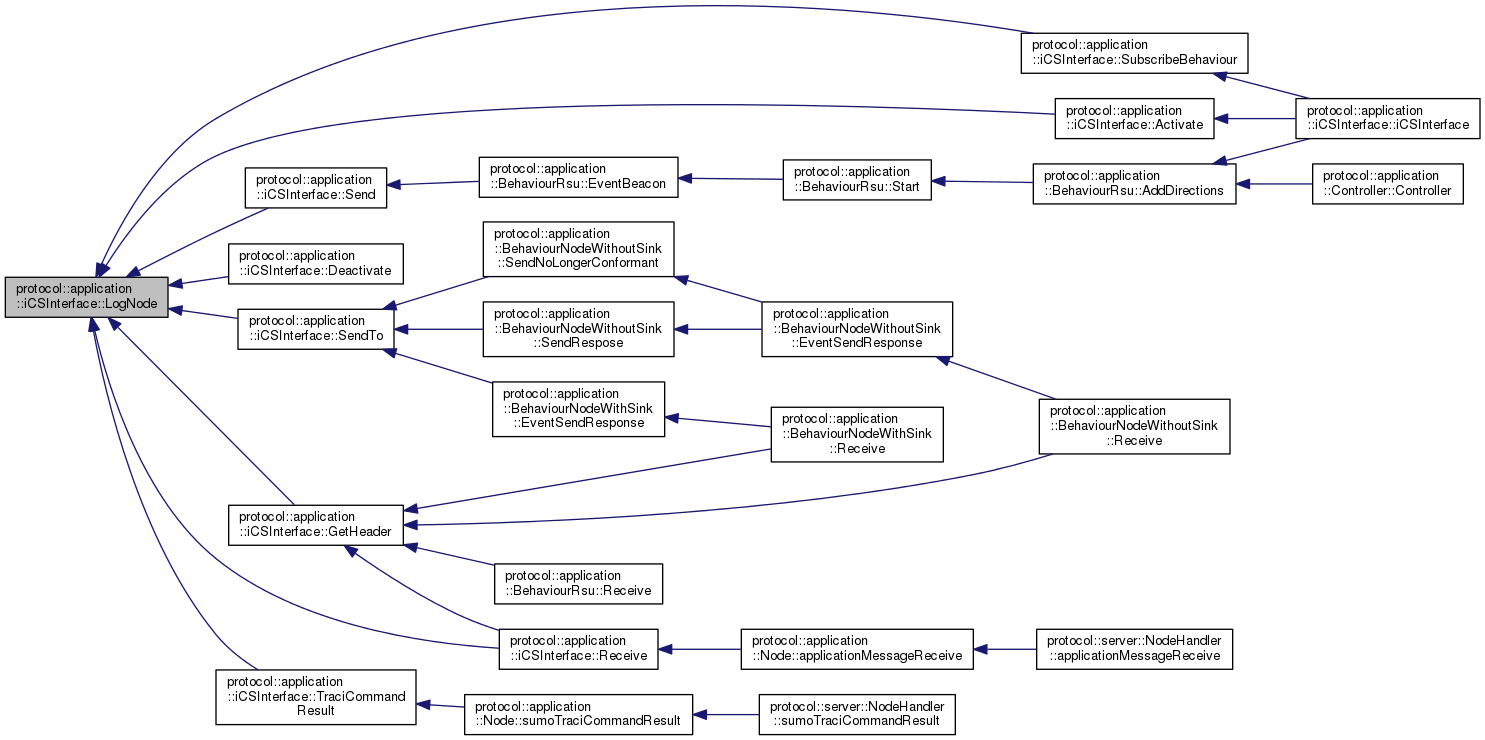 protocol::application
::iCSInterface::SubscribeBehaviour
protocol::application
::iCSInterface::Activate
protocol::application
::iCSInterface::iCSInterface
protocol::application
::iCSInterface::Send
protocol::application
::BehaviourRsu::EventBeacon
protocol::application
::BehaviourRsu::Start
protocol::application
::BehaviourRsu::AddDirections
protocol::application
::Controller::Controller
protocol::application
::iCSInterface::Deactivate
protocol::application
::BehaviourNodeWithoutSink
::SendNoLongerConformant
protocol::application
::iCSInterface::LogNode
protocol::application
::iCSInterface::SendTo
protocol::application
::BehaviourNodeWithoutSink
::SendRespose
protocol::application
::BehaviourNodeWithoutSink
::EventSendResponse
protocol::application
::BehaviourNodeWithSink
::EventSendResponse
protocol::application
::BehaviourNodeWithSink
::Receive
protocol::application
::BehaviourNodeWithoutSink
::Receive
protocol::application
::iCSInterface::GetHeader
protocol::application
::BehaviourRsu::Receive
protocol::application
::iCSInterface::Receive
protocol::application
::Node::applicationMessageReceive
protocol::server::NodeHandler
::applicationMessageReceive
protocol::application
::iCSInterface::TraciCommand
Result
protocol::application
::Node::sumoTraciCommandResult
protocol::server::NodeHandler
::sumoTraciCommandResult